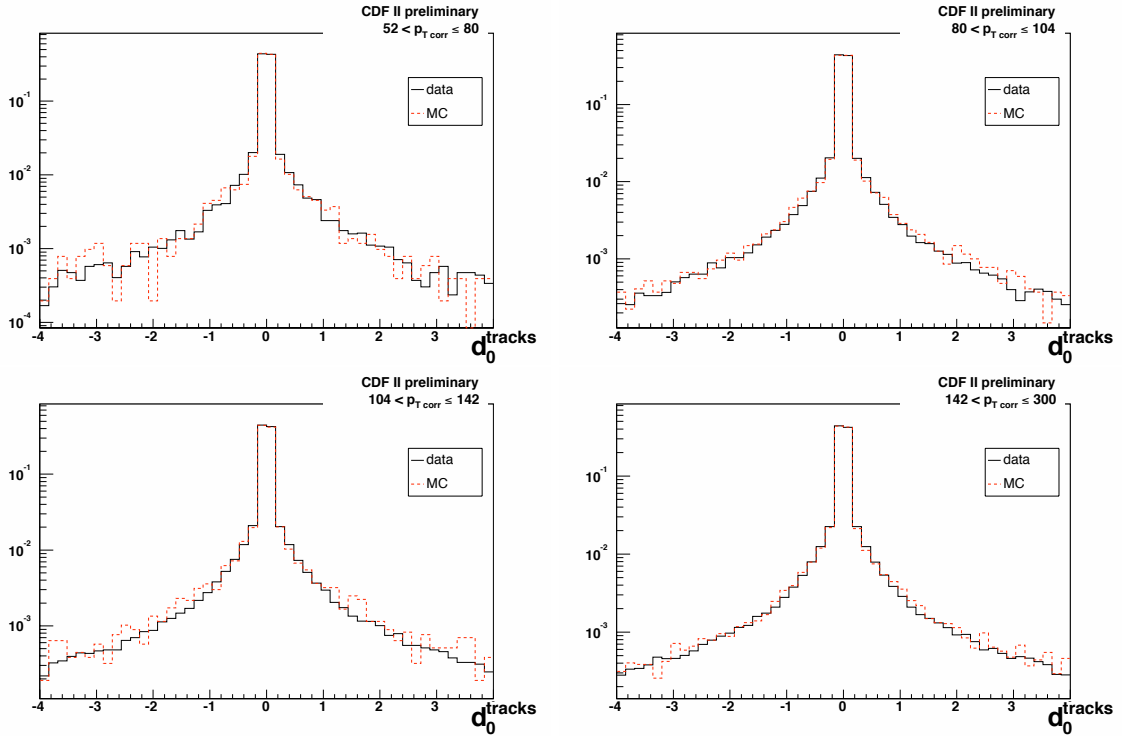 CDF II preliminary
52 < p_T corr ≤ 80
data
MC
10^-1
10^-2
10^-3
10^-4
-4 -3 -2 -1 0 1 2 3
d_0^tracks
CDF II preliminary
80 < p_T corr ≤ 104
data
MC
10^-1
10^-2
10^-3
-4 -3 -2 -1 0 1 2 3
d_0^tracks
CDF II preliminary
104 < p_T corr ≤ 142
data
MC
10^-1
10^-2
10^-3
-4 -3 -2 -1 0 1 2 3
d_0^tracks
CDF II preliminary
142 < p_T corr ≤ 300
data
MC
10^-1
10^-2
10^-3
-4 -3 -2 -1 0 1 2 3
d_0^tracks